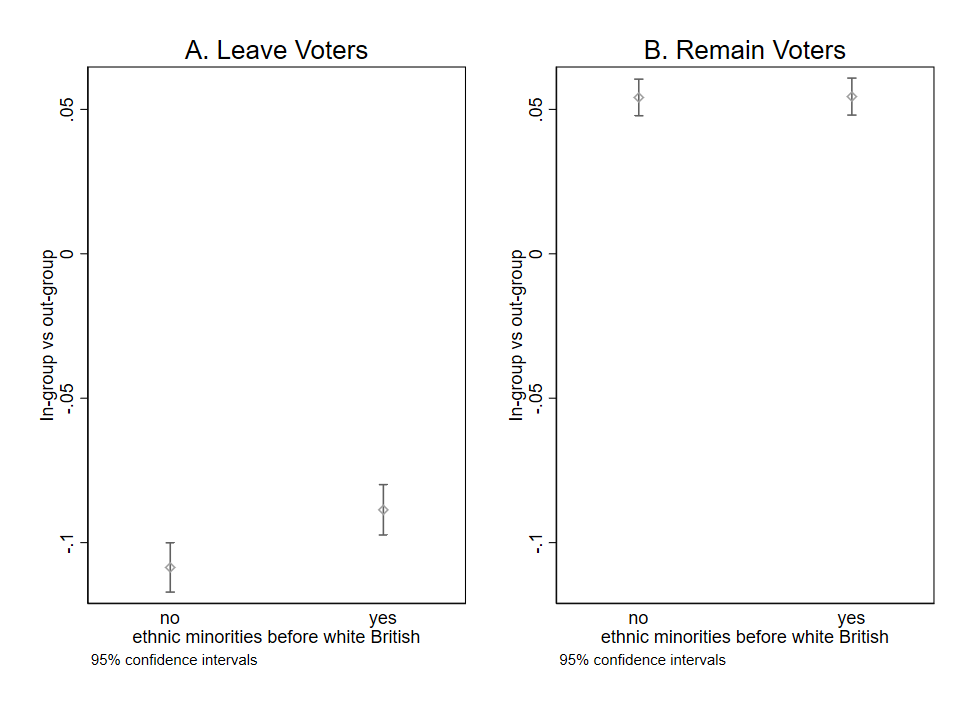 A. Leave Voters
In-group vs out-group
.05
0
-.05
-.1
no yes
ethnic minorities before white British
95% confidence intervals
B. Remain Voters
In-group vs out-group
.05
0
-.05
-.1
no yes
ethnic minorities before white British
95% confidence intervals